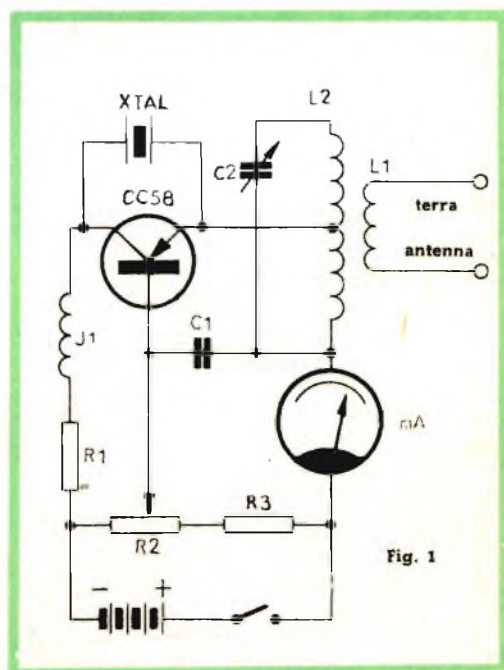 XTAL
L2
C2
L1
CC58
terra
antenna
C1
J1
mA
R1
R2
R3
Fig. 1
- +